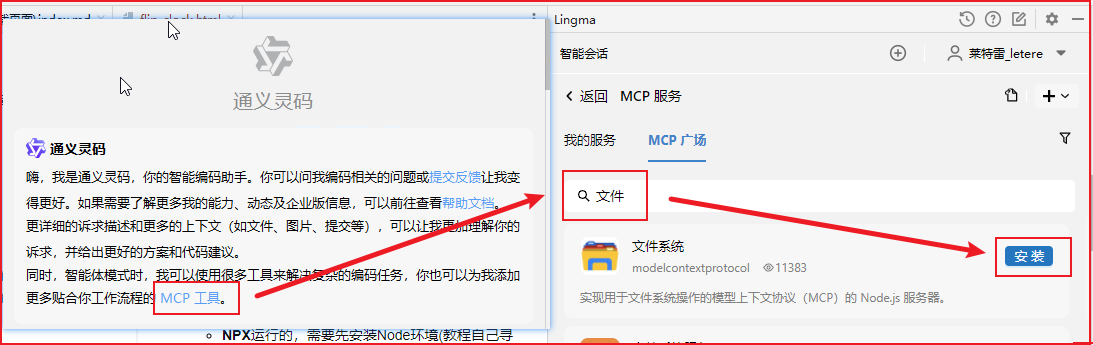 index.md
flip_clock.html
通义灵码
通义灵码
嗨，我是通义灵码，你的智能编码助手。你可以问我编码相关的问题或提交反馈让我变
得更好。如果需要了解更多我的能力、动态及企业版信息，可以前往查看帮助文档。
更详细的诉求描述和更多的上下文（如文件、图片、提交等），可以让我更加理解你的
诉求，并给出更好的方案和代码建议。
同时，智能体模式时，我可以使用很多工具来解决复杂的编码任务，你也可以为我添加
更多贴合你工作流程的 MCP 工具。
NPX运行的，需要先安装Node环境(教程自己寻
Lingma
智能会话
莱特雷_letere
返回 MCP 服务
我的服务 MCP 广场
文件
文件系统
安装
modelcontextprotocol 11383
实现用于文件系统操作的模型上下文协议（MCP）的 Node.js 服务器。